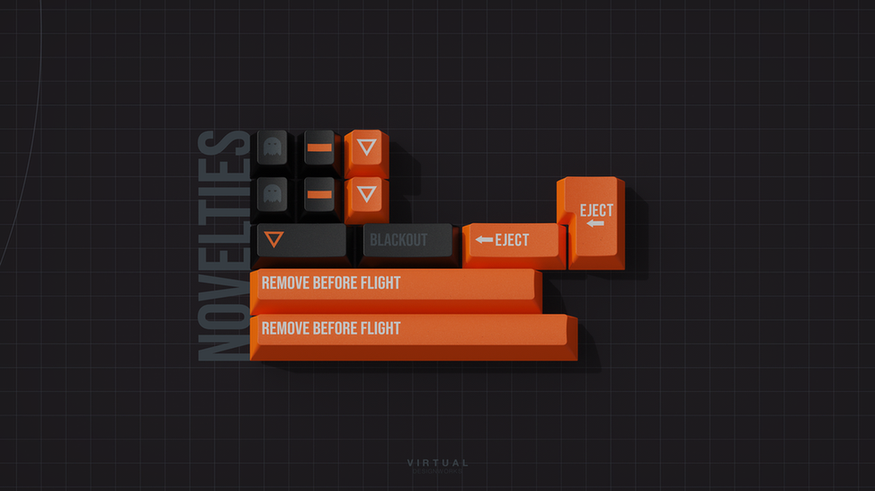 NOVELTIES
EJECT
BLACKOUT
EJECT
REMOVE BEFORE FLIGHT
REMOVE BEFORE FLIGHT
VIRTUAL